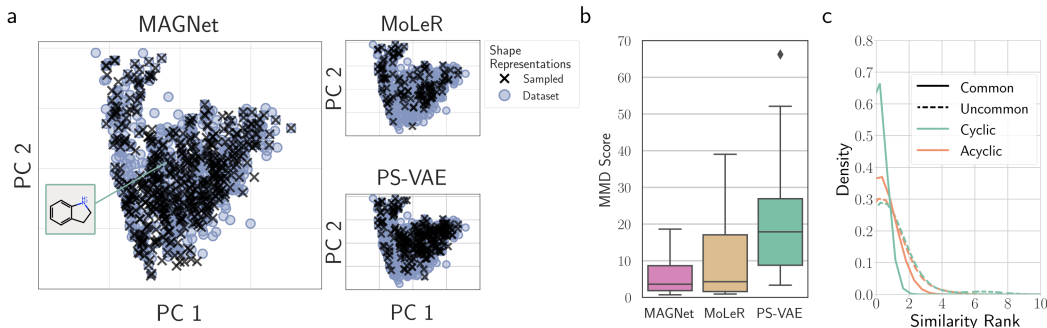 a
MAGNet
PC 2
PC 1
MoLeR
PC 2
PS-VAE
PC 2
PC 1
Shape
Representations
Sampled
Dataset
b
MMD Score
70
60
50
40
30
20
10
0
MAGNet MoLeR PS-VAE
c
Density
0.8
0.7
0.6
0.5
0.4
0.3
0.2
0.1
0.0
Common
Uncommon
Cyclic
Acyclic
0 2 4 6 8 10
Similarity Rank